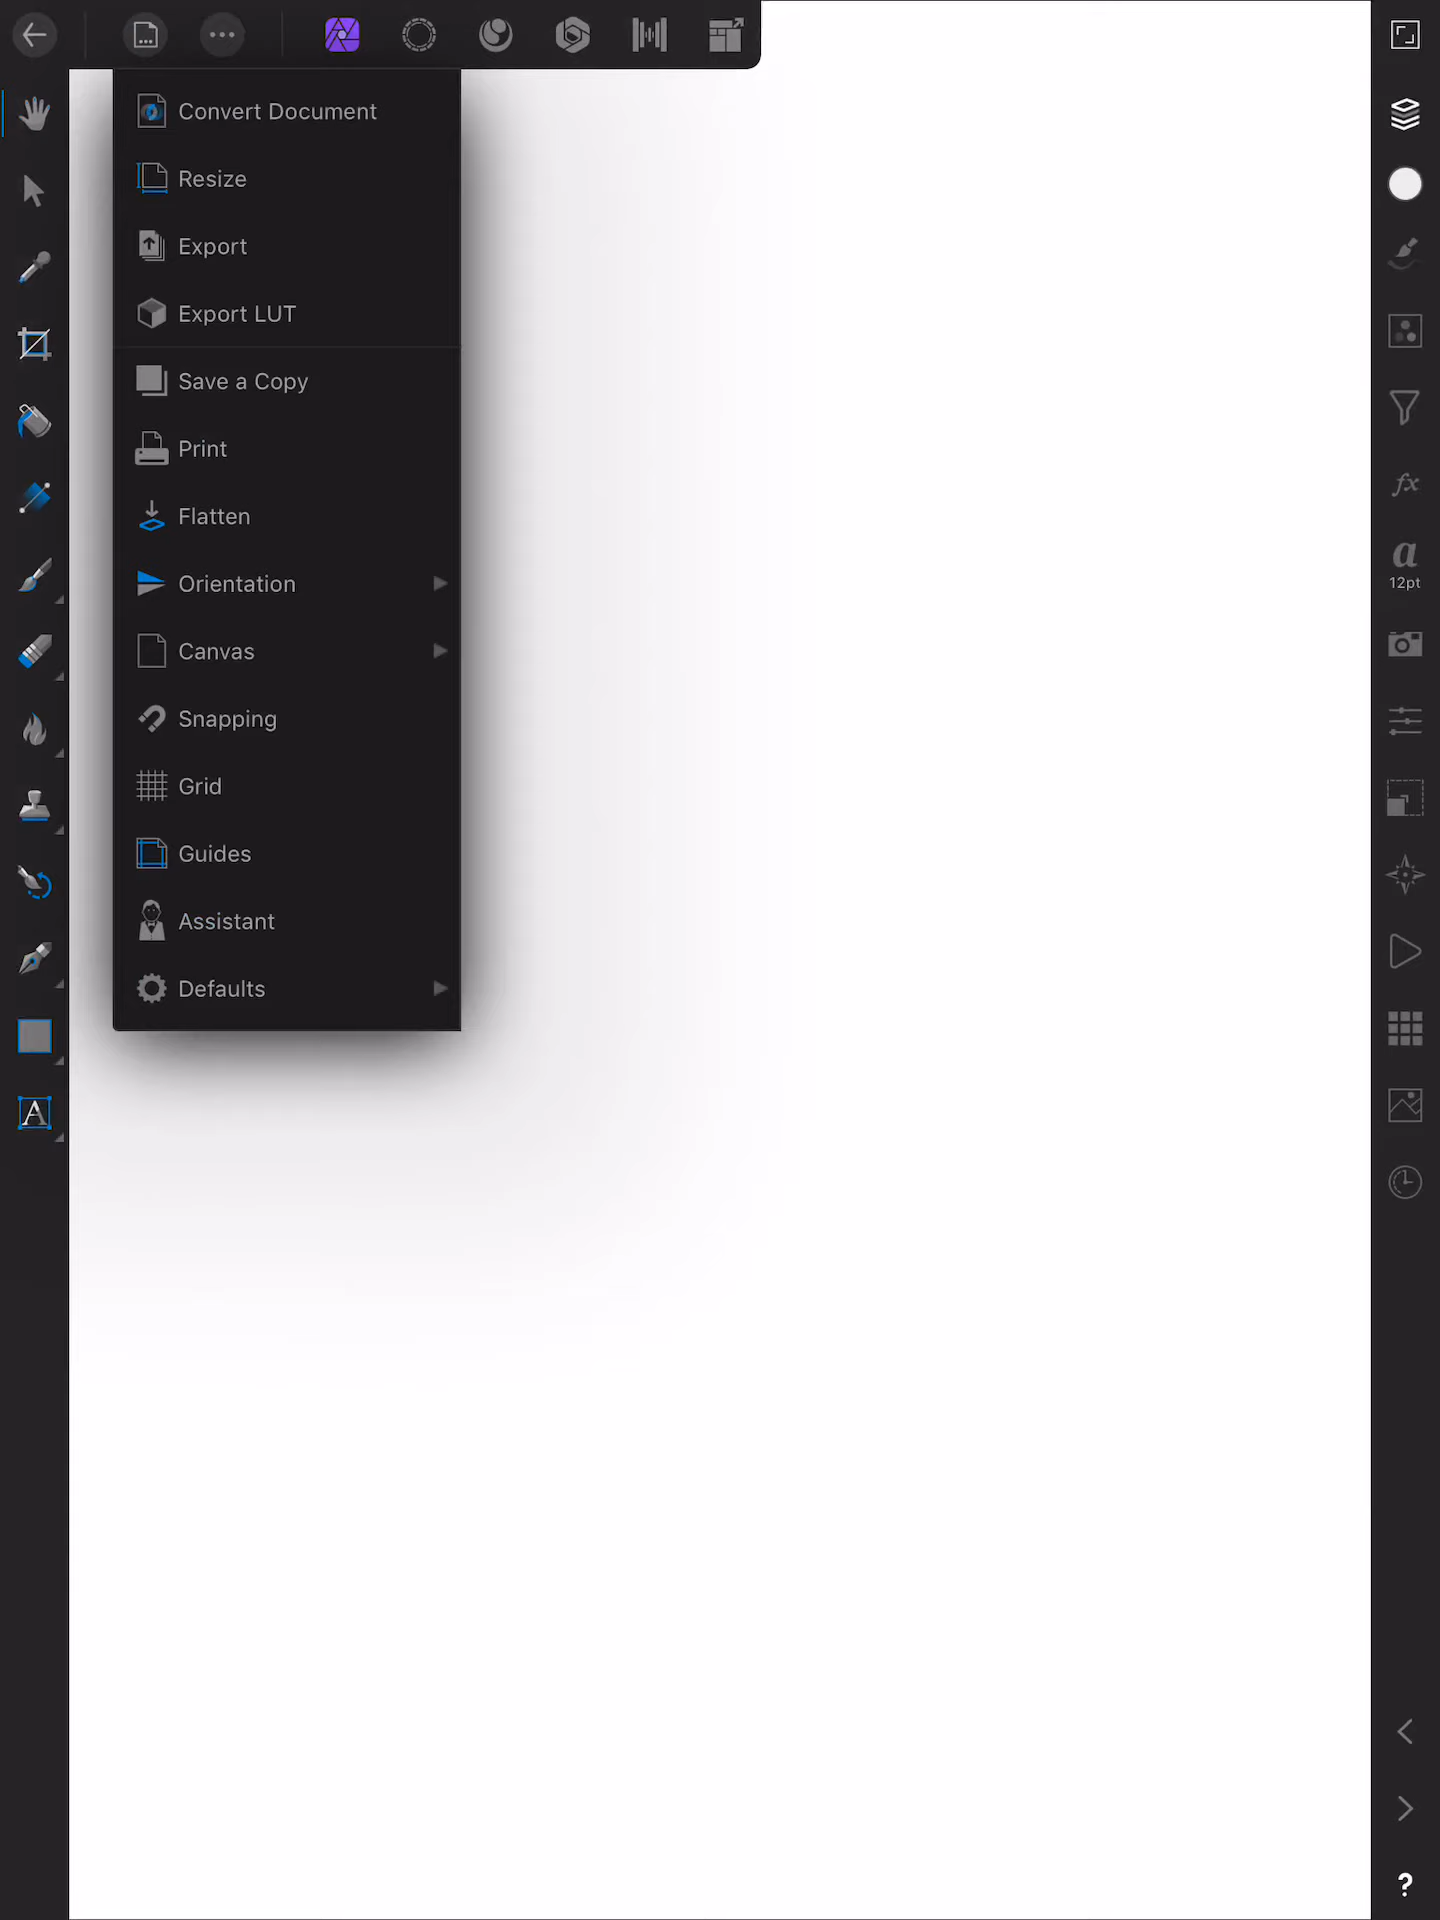 Convert Document
Resize
Export
Export LUT
Save a Copy
Print
Flatten
Orientation
Canvas
Snapping
Grid
Guides
Assistant
Defaults
fx
a
12pt
A
?